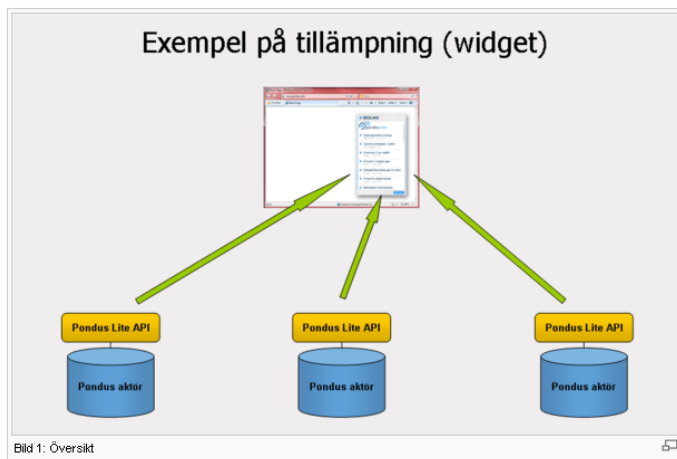 Exempel på tillämpning (widget)
Pondus Lite API
Pondus Lite API
Pondus Lite API
Pondus aktör
Pondus aktör
Pondus aktör
Bild 1: Översikt